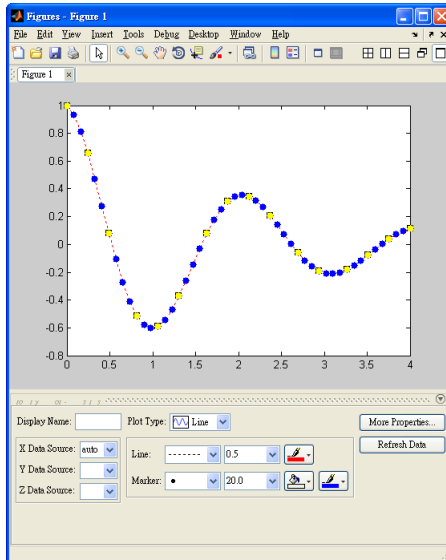 Figures - Figure 1
File Edit View Insert Tools Debug Desktop Window Help
Figure 1
1
0.8
0.6
0.4
0.2
0
-0.2
-0.4
-0.6
-0.8
0 0.5 1 1.5 2 2.5 3 3.5 4
Display Name: Plot Type: Line More Properties...
X Data Source: auto Line: 0.5 Refresh Data
Y Data Source: Marker: 20.0
Z Data Source: